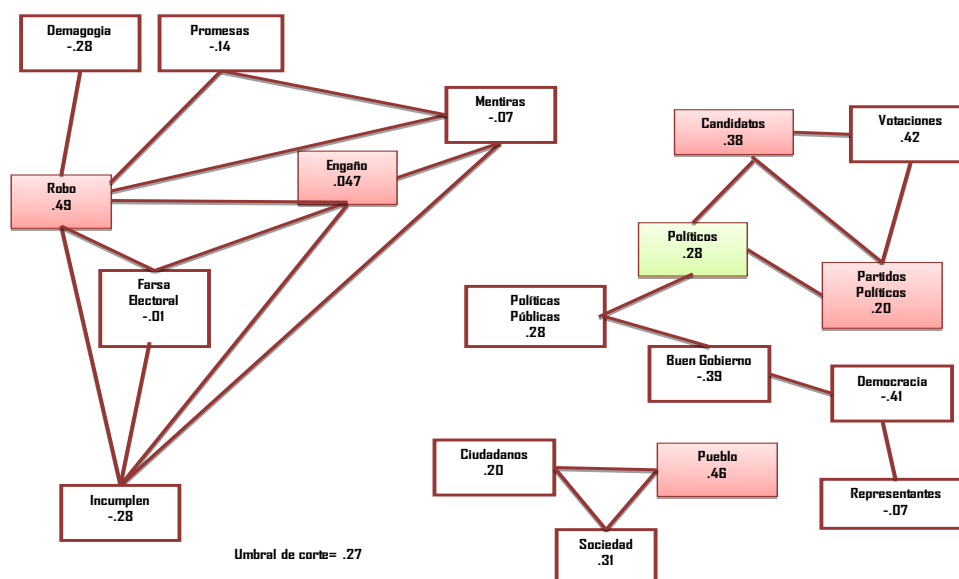 Demagogia
-.28
Promesas
-.14
Mentiras
-.07
Candidatos
.38
Votaciones
.42
Engaño
.047
Robo
.49
Políticos
.28
Partidos
Políticos
.20
Farsa
Electoral
-.01
Políticas
Públicas
.28
Buen Gobierno
-.39
Democracia
-.41
Ciudadanos
.20
Pueblo
.46
Incumplen
-.28
Representantes
-.07
Sociedad
.31
Umbral de corte= .27